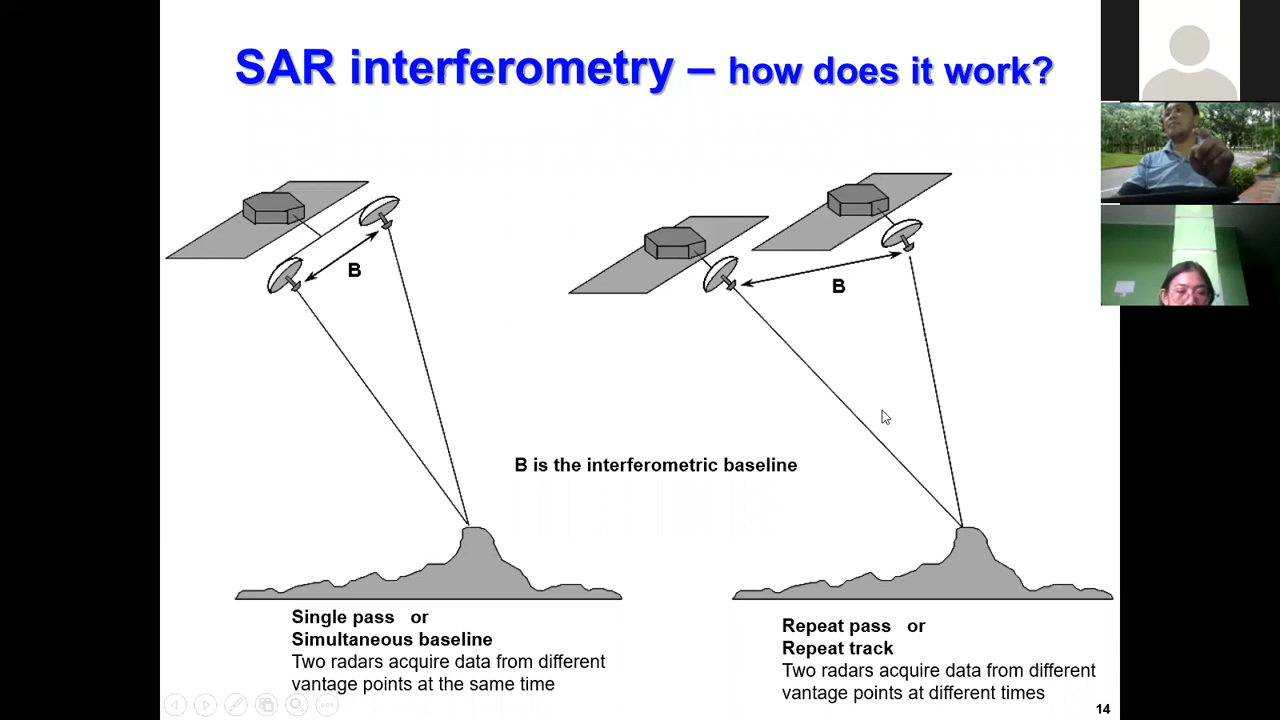 SAR interferometry – how does it work?
B
B
B is the interferometric baseline
Single pass or
Simultaneous baseline
Two radars acquire data from different
vantage points at the same time
Repeat pass or
Repeat track
Two radars acquire data from different
vantage points at different times
14